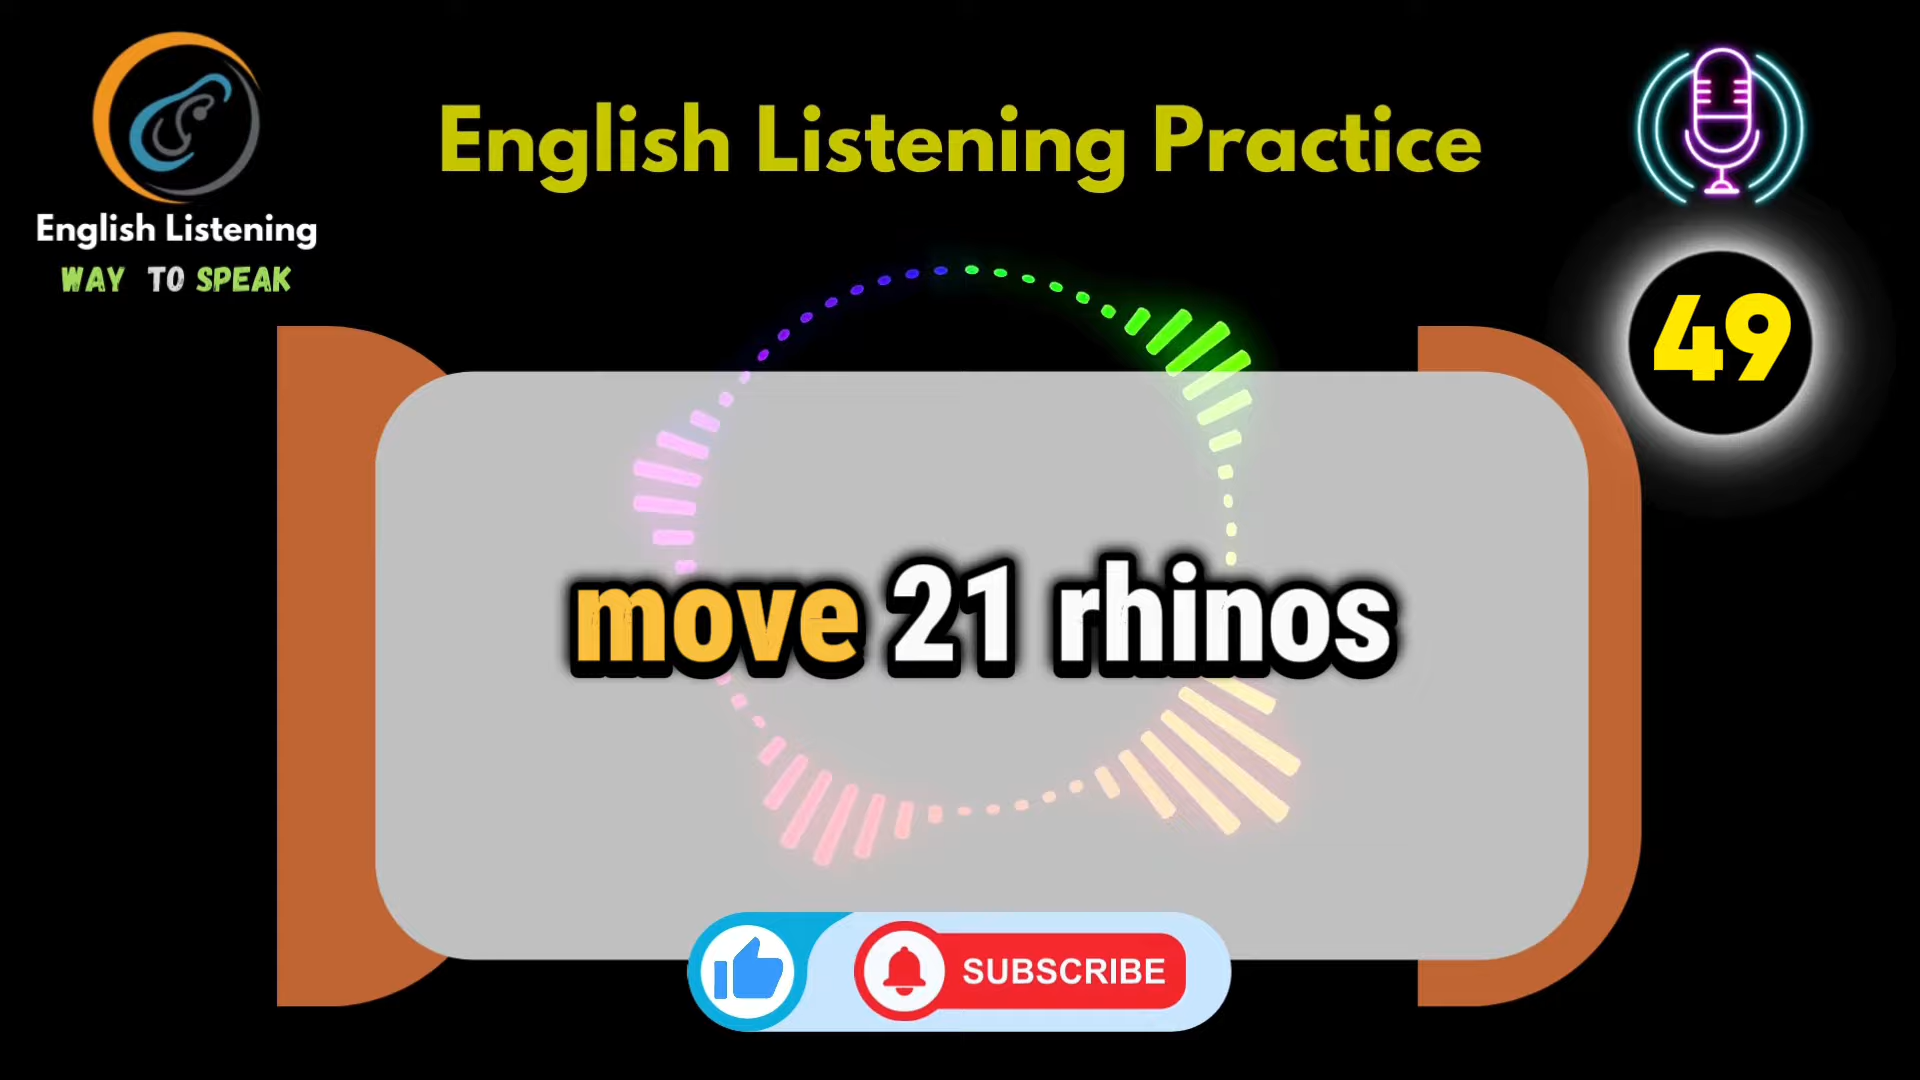 English Listening Practice
English Listening
WAY TO SPEAK
49
move 21 rhinos
SUBSCRIBE